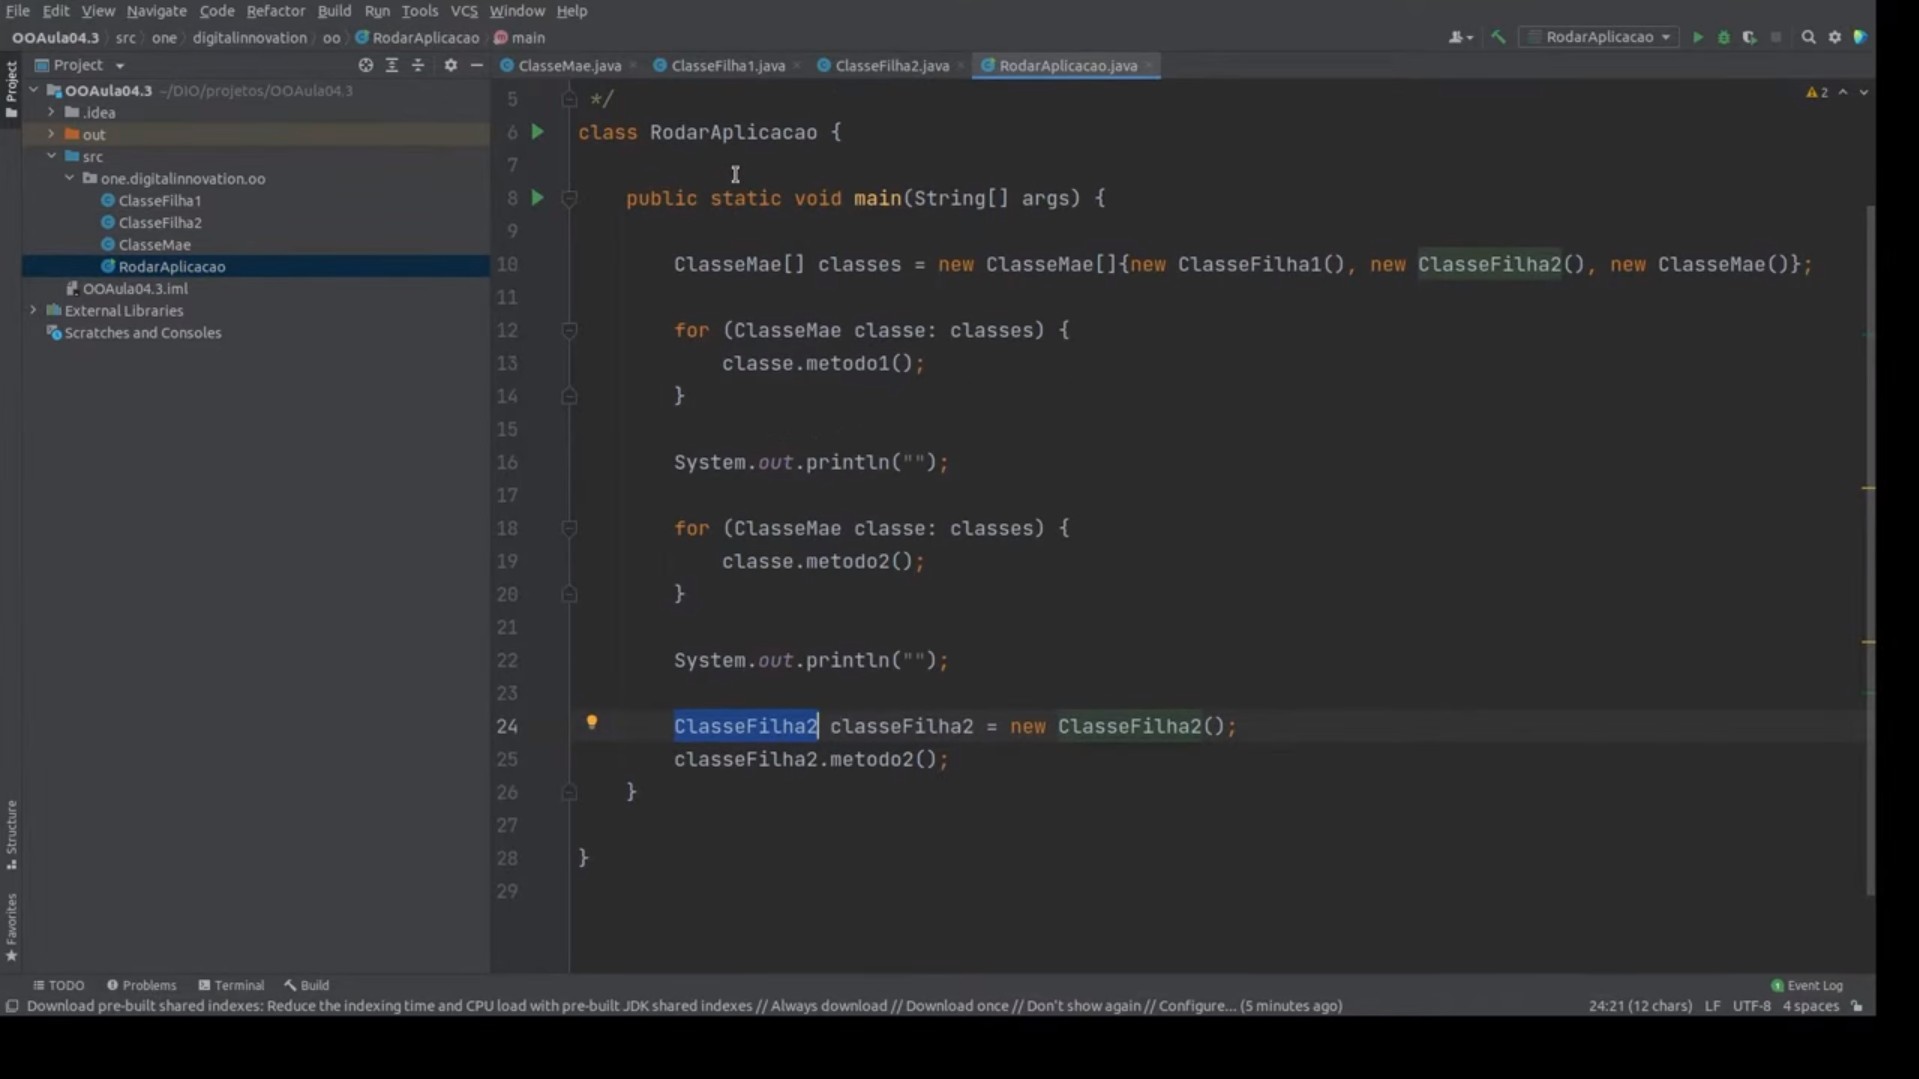 File Edit View Navigate Code Refactor Build Run Tools VCS Window Help
OOAula04.3 src one digitalinnovation oo RodarAplicacao main
RodarAplicacao
Project
Project
ClasseMae.java
ClasseFilha1.java
ClasseFilha2.java
RodarAplicacao.java
OOAula04.3 ~/DIO/projetos/OOAula04.3
.idea
out
src
one.digitalinnovation.oo
ClasseFilha1
ClasseFilha2
ClasseMae
RodarAplicacao
OOAula04.3.iml
External Libraries
Scratches and Consoles
Structure
Favorites
2
5 */
6 class RodarAplicacao {
7
8 public static void main(String[] args) {
9
10 ClasseMae[] classes = new ClasseMae[]{new ClasseFilha1(), new ClasseFilha2(), new ClasseMae()};
11
12 for (ClasseMae classe: classes) {
13 classe.metodo1();
14 }
15
16 System.out.println("");
17
18 for (ClasseMae classe: classes) {
19 classe.metodo2();
20 }
21
22 System.out.println("");
23
24 ClasseFilha2 classeFilha2 = new ClasseFilha2();
25 classeFilha2.metodo2();
26 }
27
28 }
29
TODO Problems Terminal Build 1 Event Log
Download pre-built shared indexes: Reduce the indexing time and CPU load with pre-built JDK shared indexes // Always download // Download once // Don't show again // Configure... (5 minutes ago) 24:21 (12 chars) LF UTF-8 4 spaces